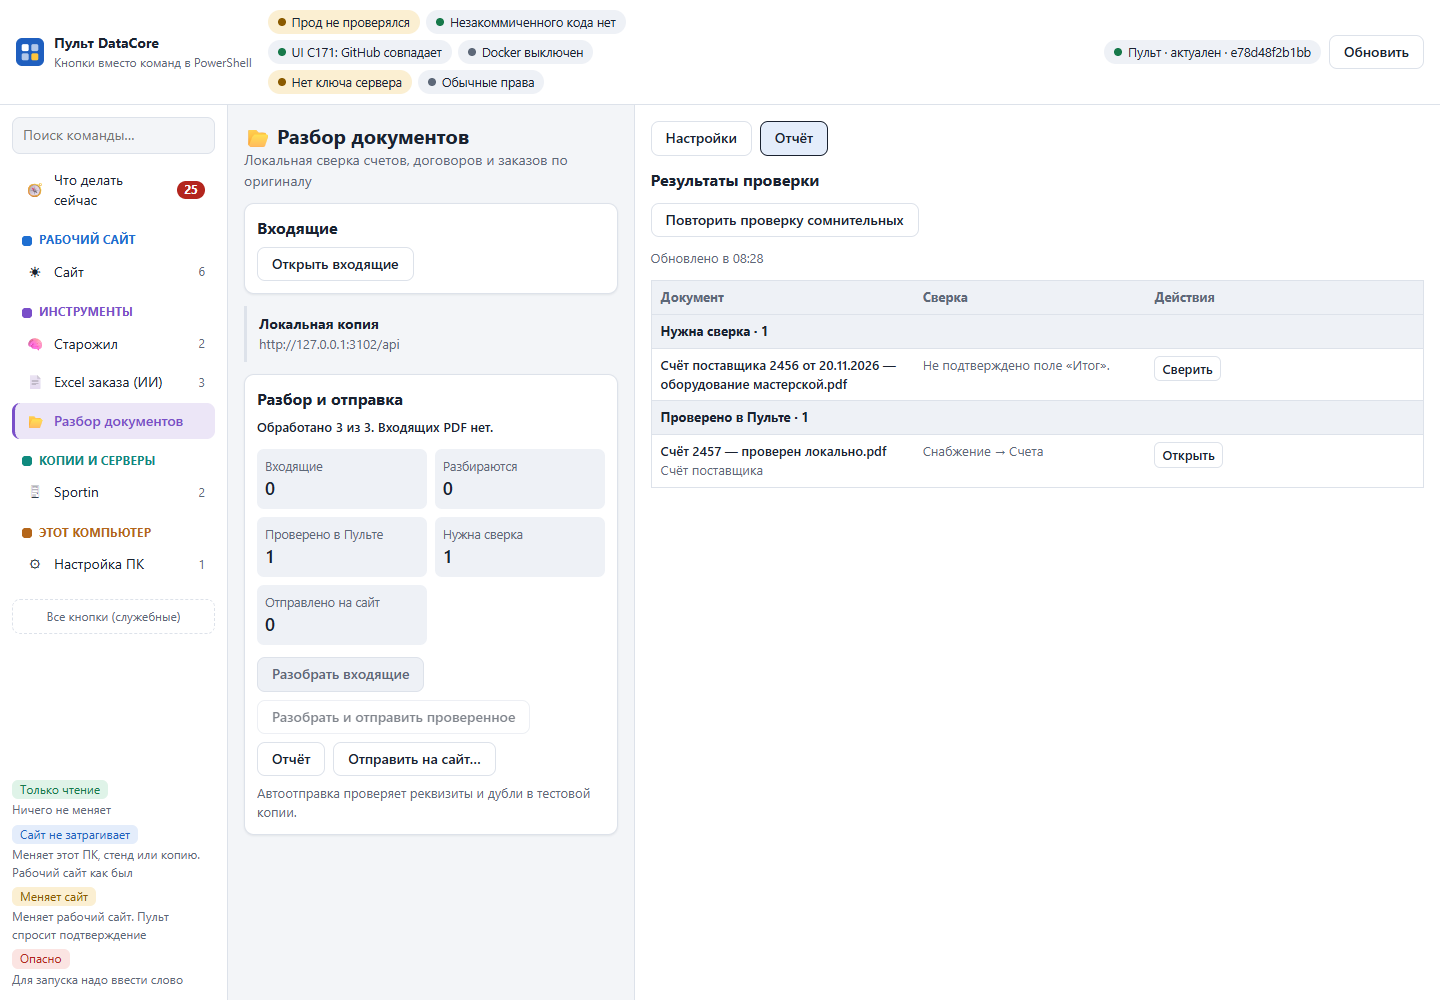 Пульт DataCore
Кнопки вместо команд в PowerShell
Прод не проверялся
Незакоммиченного кода нет
UI C171: GitHub совпадает
Docker выключен
Нет ключа сервера
Обычные права
Пульт · актуален · e78d48f2b1bb
Обновить
Поиск команды...
Что делать
сейчас
25
РАБОЧИЙ САЙТ
Сайт 6
ИНСТРУМЕНТЫ
Старожил 2
Excel заказа (ИИ) 3
Разбор документов
КОПИИ И СЕРВЕРЫ
Sportin 2
ЭТОТ КОМПЬЮТЕР
Настройка ПК 1
Все кнопки (служебные)
Только чтение
Ничего не меняет
Сайт не затрагивает
Меняет этот ПК, стенд или копию.
Рабочий сайт как был
Меняет сайт
Меняет рабочий сайт. Пульт
спросит подтверждение
Опасно
Для запуска надо ввести слово
Разбор документов
Локальная сверка счетов, договоров и заказов по
оригиналу
Входящие
Открыть входящие
Локальная копия
http://127.0.0.1:3102/api
Разбор и отправка
Обработано 3 из 3. Входящих PDF нет.
Входящие
0
Разбираются
0
Проверено в Пульте
1
Нужна сверка
1
Отправлено на сайт
0
Разобрать входящие
Разобрать и отправить проверенное
Отчёт
Отправить на сайт...
Автоотправка проверяет реквизиты и дубли в тестовой
копии.
Настройки
Отчёт
Результаты проверки
Повторить проверку сомнительных
Обновлено в 08:28
Документ Сверка Действия
Нужна сверка · 1
Счёт поставщика 2456 от 20.11.2026 —
оборудование мастерской.pdf
Не подтверждено поле «Итог».
Сверить
Проверено в Пульте · 1
Счёт 2457 — проверен локально.pdf
Счёт поставщика
Снабжение → Счета
Открыть